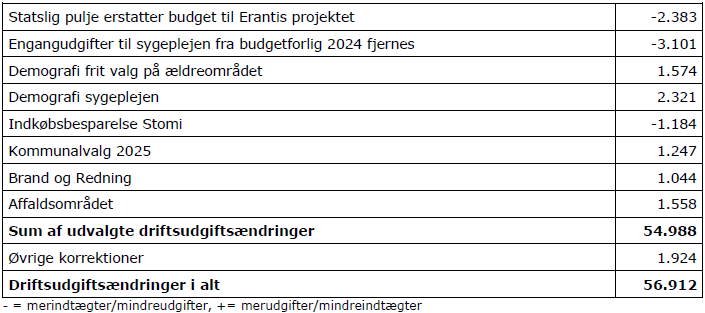 Statslig pulje erstatter budget til Erantis projektet -2.383
Engangudgifter til sygeplejen fra budgetforlig 2024 fjernes -3.101
Demografi frit valg på ældreområdet 1.574
Demografi sygeplejen 2.321
Indkøbsbesparelse Stomi -1.184
Kommunalvalg 2025 1.247
Brand og Redning 1.044
Affaldsområdet 1.558
Sum af udvalgte driftsudgiftsændringer 54.988
Øvrige korrektioner 1.924
Driftsudgiftsændringer i alt 56.912
- = merindtægter/mindreudgifter, += merudgifter/mindreindtægter